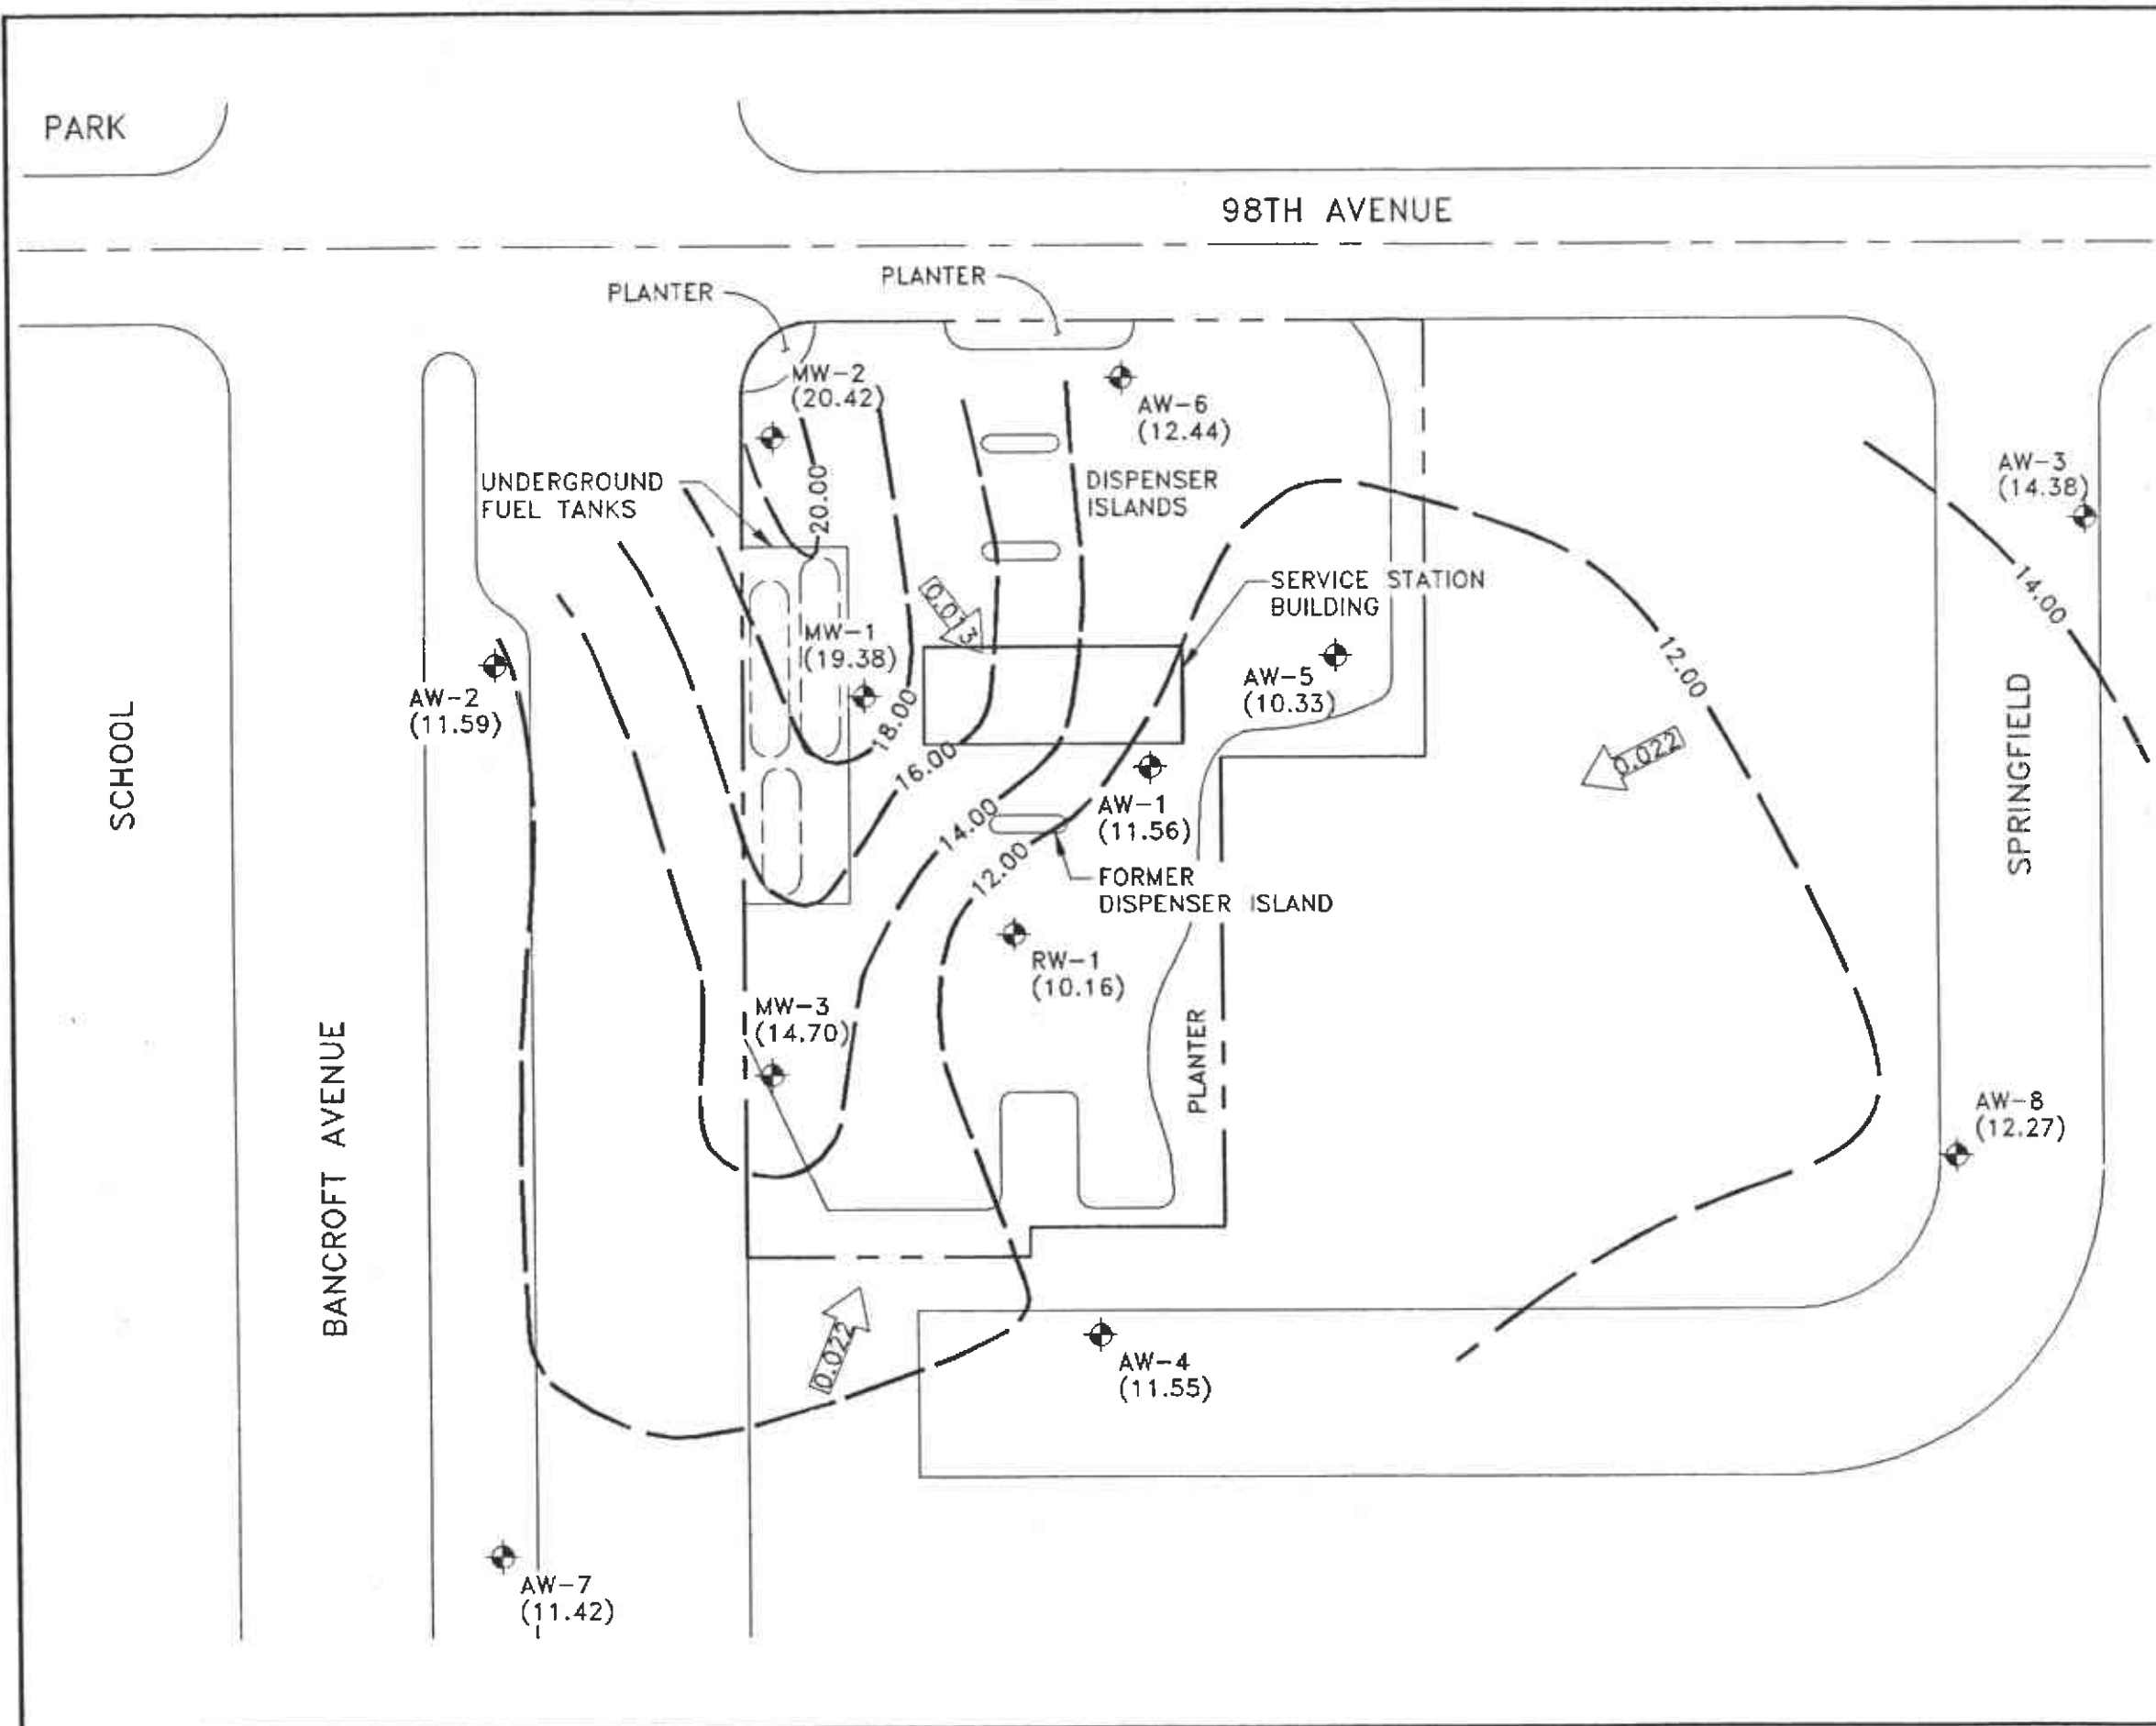 PARK
98TH AVENUE
PLANTER
PLANTER
MW-2
(20.42)
AW-6
(12.44)
UNDERGROUND
FUEL TANKS
20.00
DISPENSER
ISLANDS
AW-3
(14.38)
14.00
0.013
SERVICE STATION
BUILDING
MW-1
(19.38)
AW-2
(11.59)
AW-5
(10.33)
12.00
18.00
16.00
0.022
SCHOOL
SPRINGFIELD
14.00
AW-1
(11.56)
12.00
FORMER
DISPENSER ISLAND
RW-1
(10.16)
MW-3
(14.70)
PLANTER
BANCROFT AVENUE
AW-8
(12.27)
0.022
AW-4
(11.55)
AW-7
(11.42)